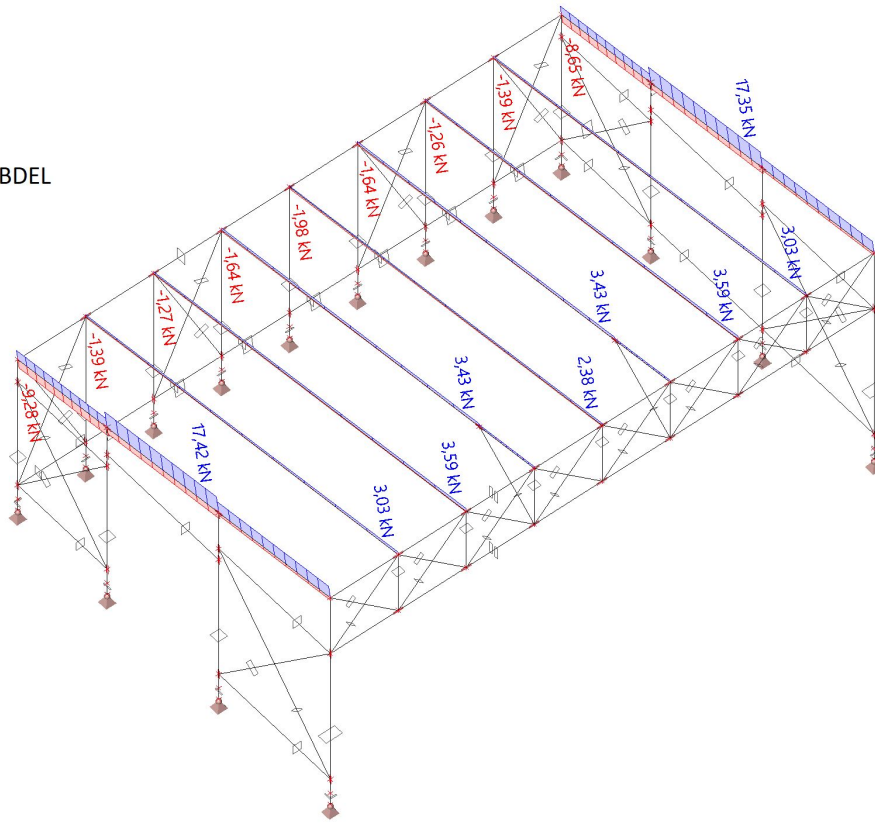 -8,65 kN
17,35 kN
-1,39 kN
-1,26 kN
BDEL
-1,64 kN
-1,98 kN
3,03 kN
-1,64 kN
3,43 kN
3,59 kN
-1,27 kN
-1,39 kN
3,43 kN
2,38 kN
-9,28 kN
17,42 kN
3,59 kN
3,03 kN